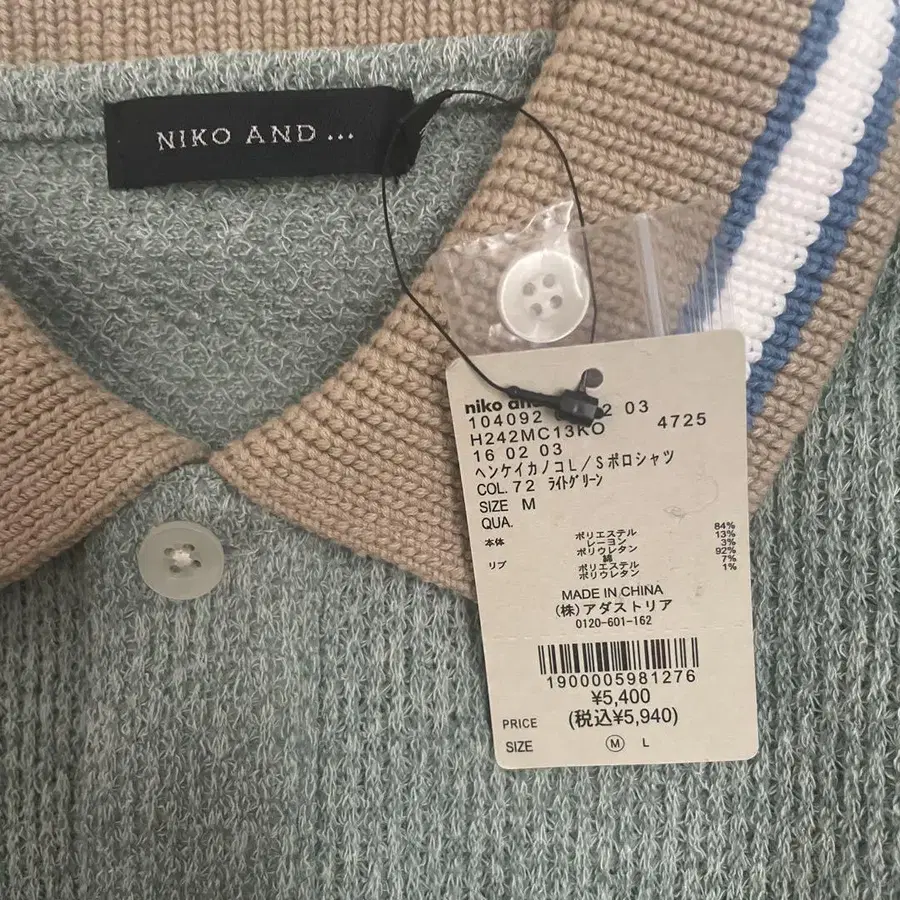 NIKO AND ...
niko and
104092 2 03
H242MC13KO 4725
16 02 03
ヘンケイカノコL/Sポロシャツ
COL. 72 ﾗｲﾄｸﾞﾘｰﾝ
SIZE M
QUA.
本体 ポリエステル 84%
レーヨン 13%
ポリウレタン 3%
リブ 綿 92%
ポリエステル 7%
ポリウレタン 1%
MADE IN CHINA
(株)アダストリア
0120-601-162
1900005981276
¥5,400
PRICE (税込¥5,940)
SIZE M L